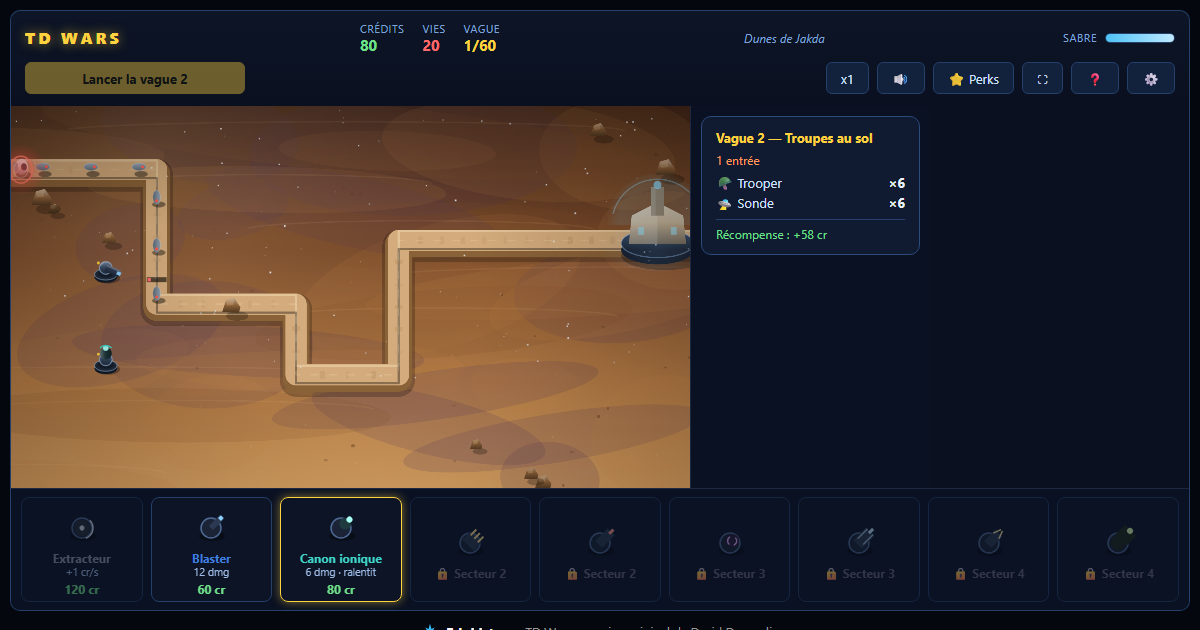 TD WARS
CRÉDITS VIES VAGUE
80 20 1/60
Dunes de Jakda
SABRE
Lancer la vague 2
x1
Perks
Vague 2 — Troupes au sol
1 entrée
Trooper ×6
Sonde ×6
Récompense : +58 cr
Extracteur
+1 cr/s
120 cr
Blaster
12 dmg
60 cr
Canon ionique
6 dmg · ralentit
80 cr
Secteur 2
Secteur 2
Secteur 3
Secteur 3
Secteur 4
Secteur 4